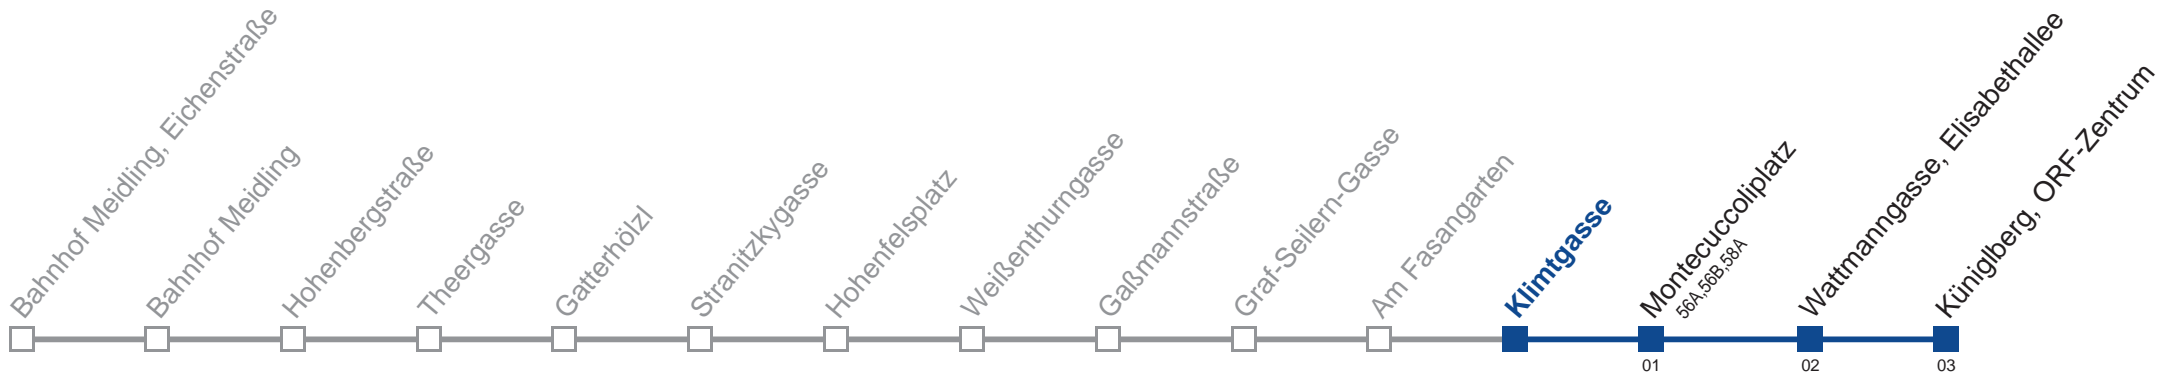 Bahnhof Meidling, Eichenstraße
Bahnhof Meidling
Hohenbergstraße
Theergasse
Gatterhölzl
Stranitzkygasse
Hohenfelsplatz
Weißenthurngasse
Gaßmannstraße
Graf-Seilern-Gasse
Am Fasangarten
Klimtgasse
Montecuccoliplatz
56A,56B,58A
Wattmanngasse, Elisabethallee
Küniglberg, ORF-Zentrum
01
02
03